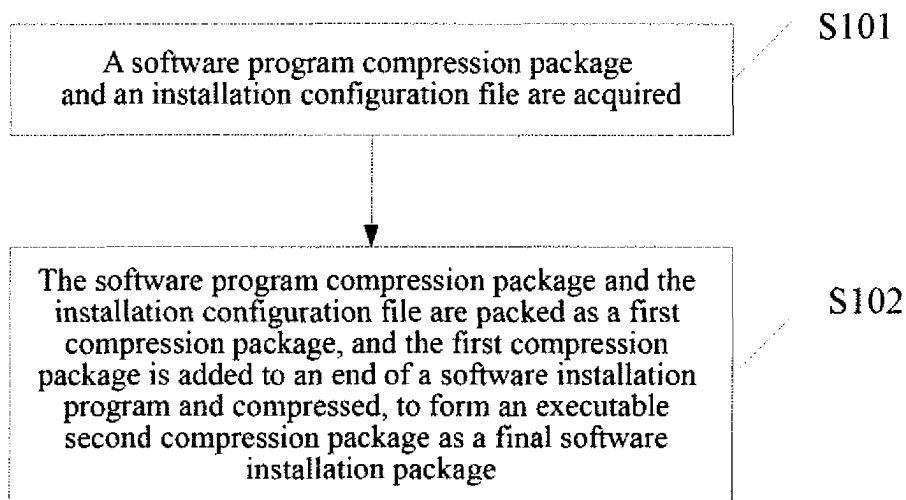 S101
A software program compression package
and an installation configuration file are acquired
The software program compression package and the
installation configuration file are packed as a first
compression package, and the first compression
package is added to an end of a software installation
program and compressed, to form an executable
second compression package as a final software
installation package
S102